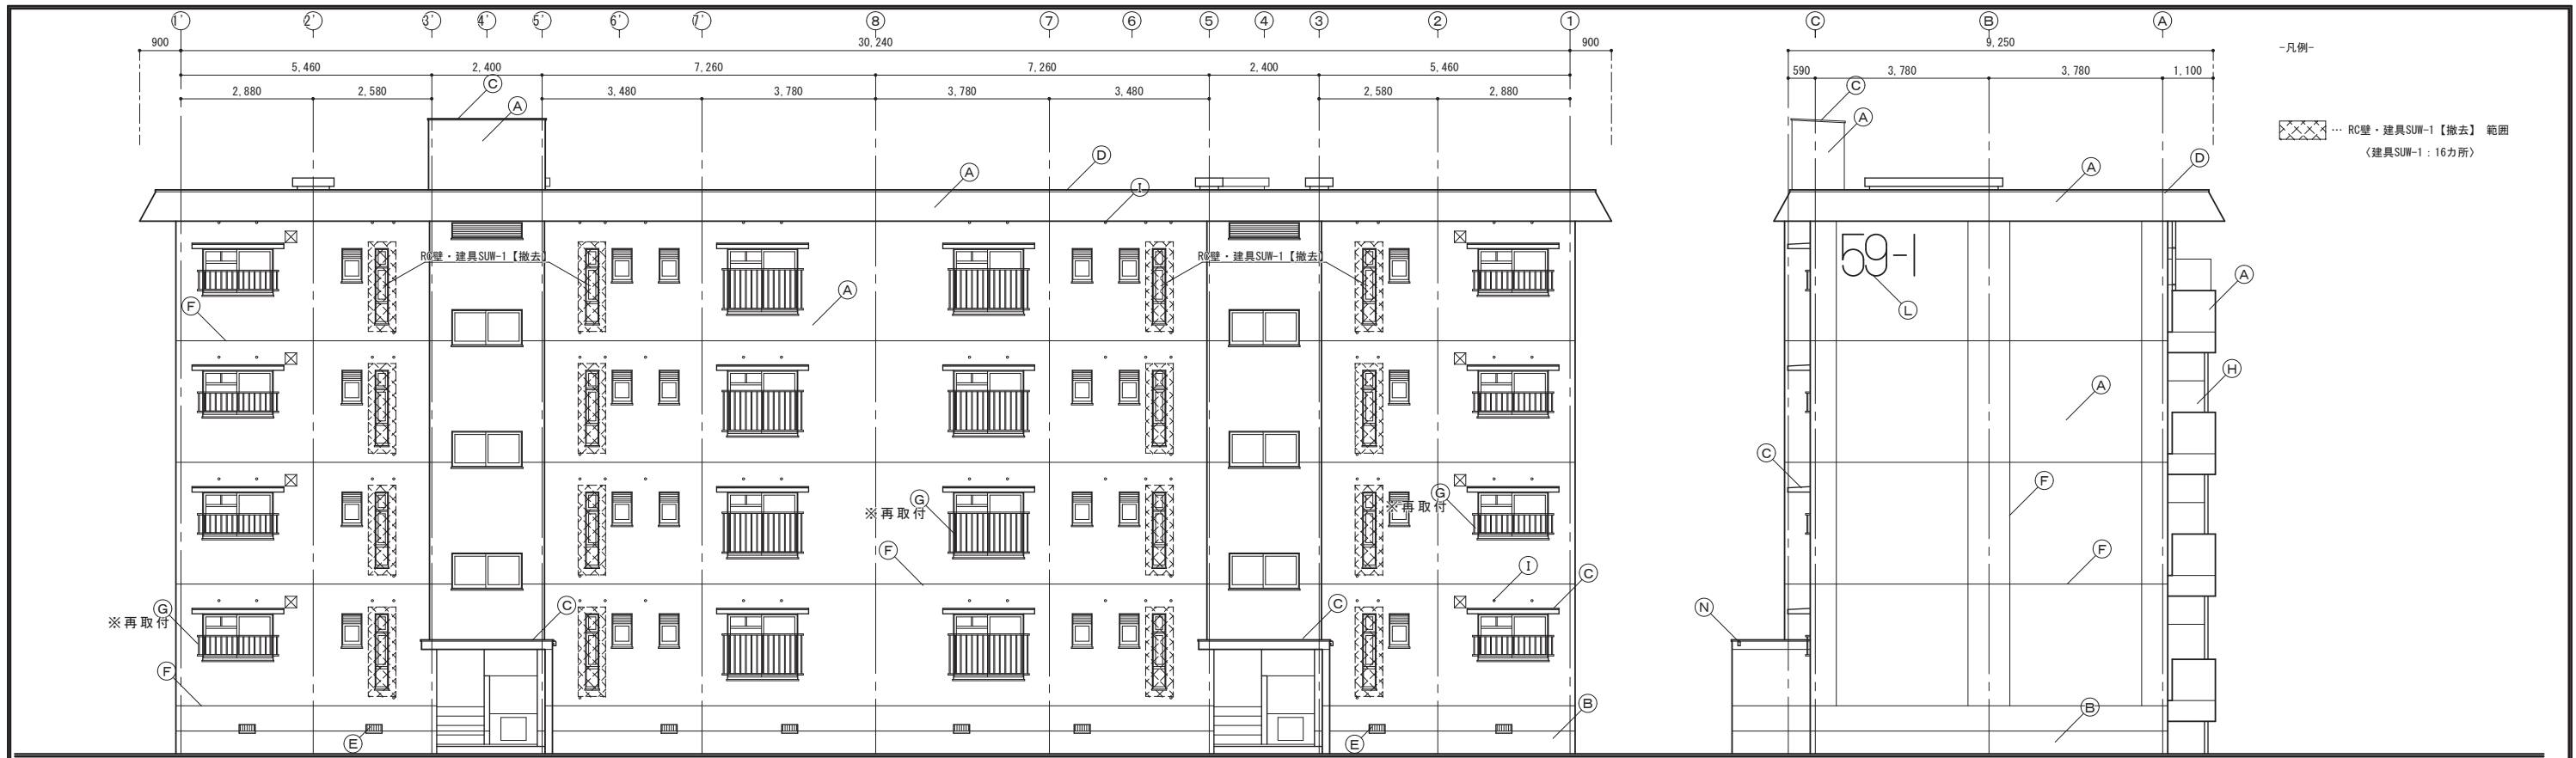 1' 2' 3' 4' 5' 6' 7' 8 7 6 5 4 3 2 1 C B A
900 30,240 900 9,250
-凡例-
5,460 2,400 7,260 7,260 2,400 5,460 590 3,780 3,780 1,100
2,880 2,580 3,480 3,780 3,780 3,480 2,580 2,880
C A C A
… RC壁・建具SUW-1【撤去】 範囲
〈建具SUW-1：16カ所〉
D A I A D
59-1
RC壁・建具SUW-1【撤去】 RC壁・建具SUW-1【撤去】
F A L A
H
A
C
G G F
※再取付 ※再取付
F I C F
G C C N
※再取付
F B B
E E